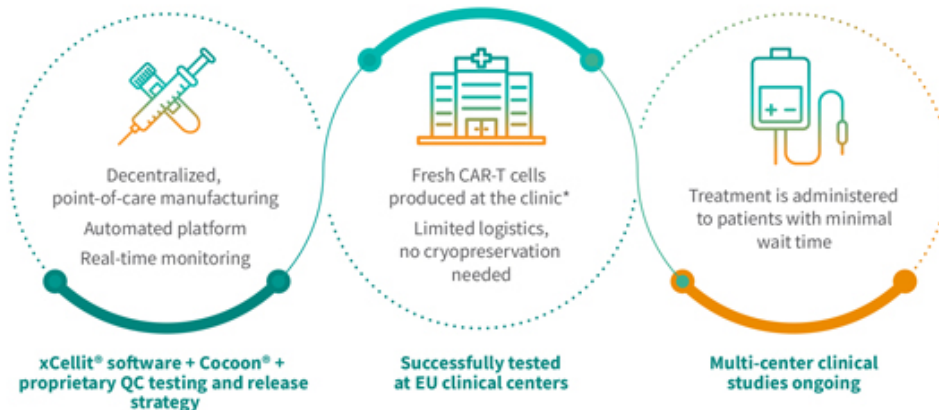 Decentralized,
point-of-care manufacturing
Automated platform
Real-time monitoring
xCellit® software + Cocoon® +
proprietary QC testing and release
strategy
Fresh CAR-T cells
produced at the clinic*
Limited logistics,
no cryopreservation
needed
Successfully tested
at EU clinical centers
Treatment is administered
to patients with minimal
wait time
Multi-center clinical
studies ongoing